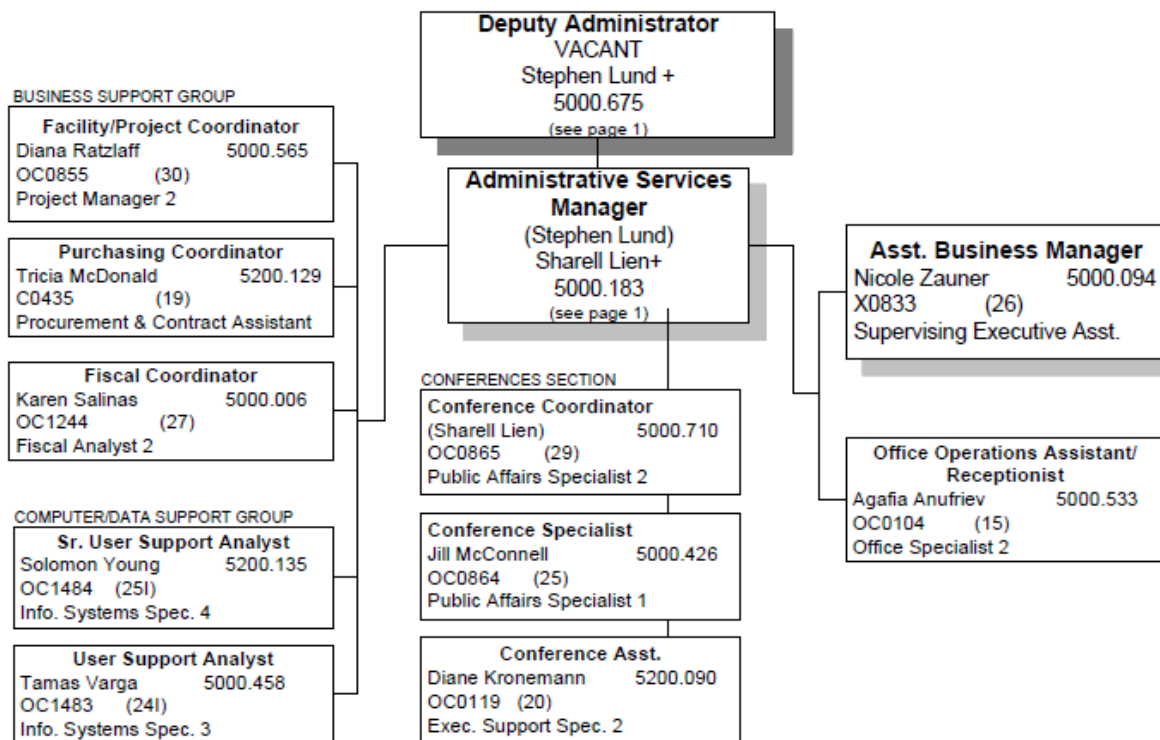 Deputy Administrator
VACANT
Stephen Lund +
5000.675
(see page 1)
Administrative Services
Manager
(Stephen Lund)
Sharell Lien+
5000.183
(see page 1)
BUSINESS SUPPORT GROUP
Facility/Project Coordinator
Diana Ratzlaff 5000.565
OC0855 (30)
Project Manager 2
Purchasing Coordinator
Tricia McDonald 5200.129
C0435 (19)
Procurement & Contract Assistant
Fiscal Coordinator
Karen Salinas 5000.006
OC1244 (27)
Fiscal Analyst 2
COMPUTER/DATA SUPPORT GROUP
Sr. User Support Analyst
Solomon Young 5200.135
OC1484 (25I)
Info. Systems Spec. 4
User Support Analyst
Tamas Varga 5000.458
OC1483 (24I)
Info. Systems Spec. 3
CONFERENCES SECTION
Conference Coordinator
(Sharell Lien) 5000.710
OC0865 (29)
Public Affairs Specialist 2
Conference Specialist
Jill McConnell 5000.426
OC0864 (25)
Public Affairs Specialist 1
Conference Asst.
Diane Kronemann 5200.090
OC0119 (20)
Exec. Support Spec. 2
Asst. Business Manager
Nicole Zauner 5000.094
X0833 (26)
Supervising Executive Asst.
Office Operations Assistant/
Receptionist
Agafia Anufriev 5000.533
OC0104 (15)
Office Specialist 2